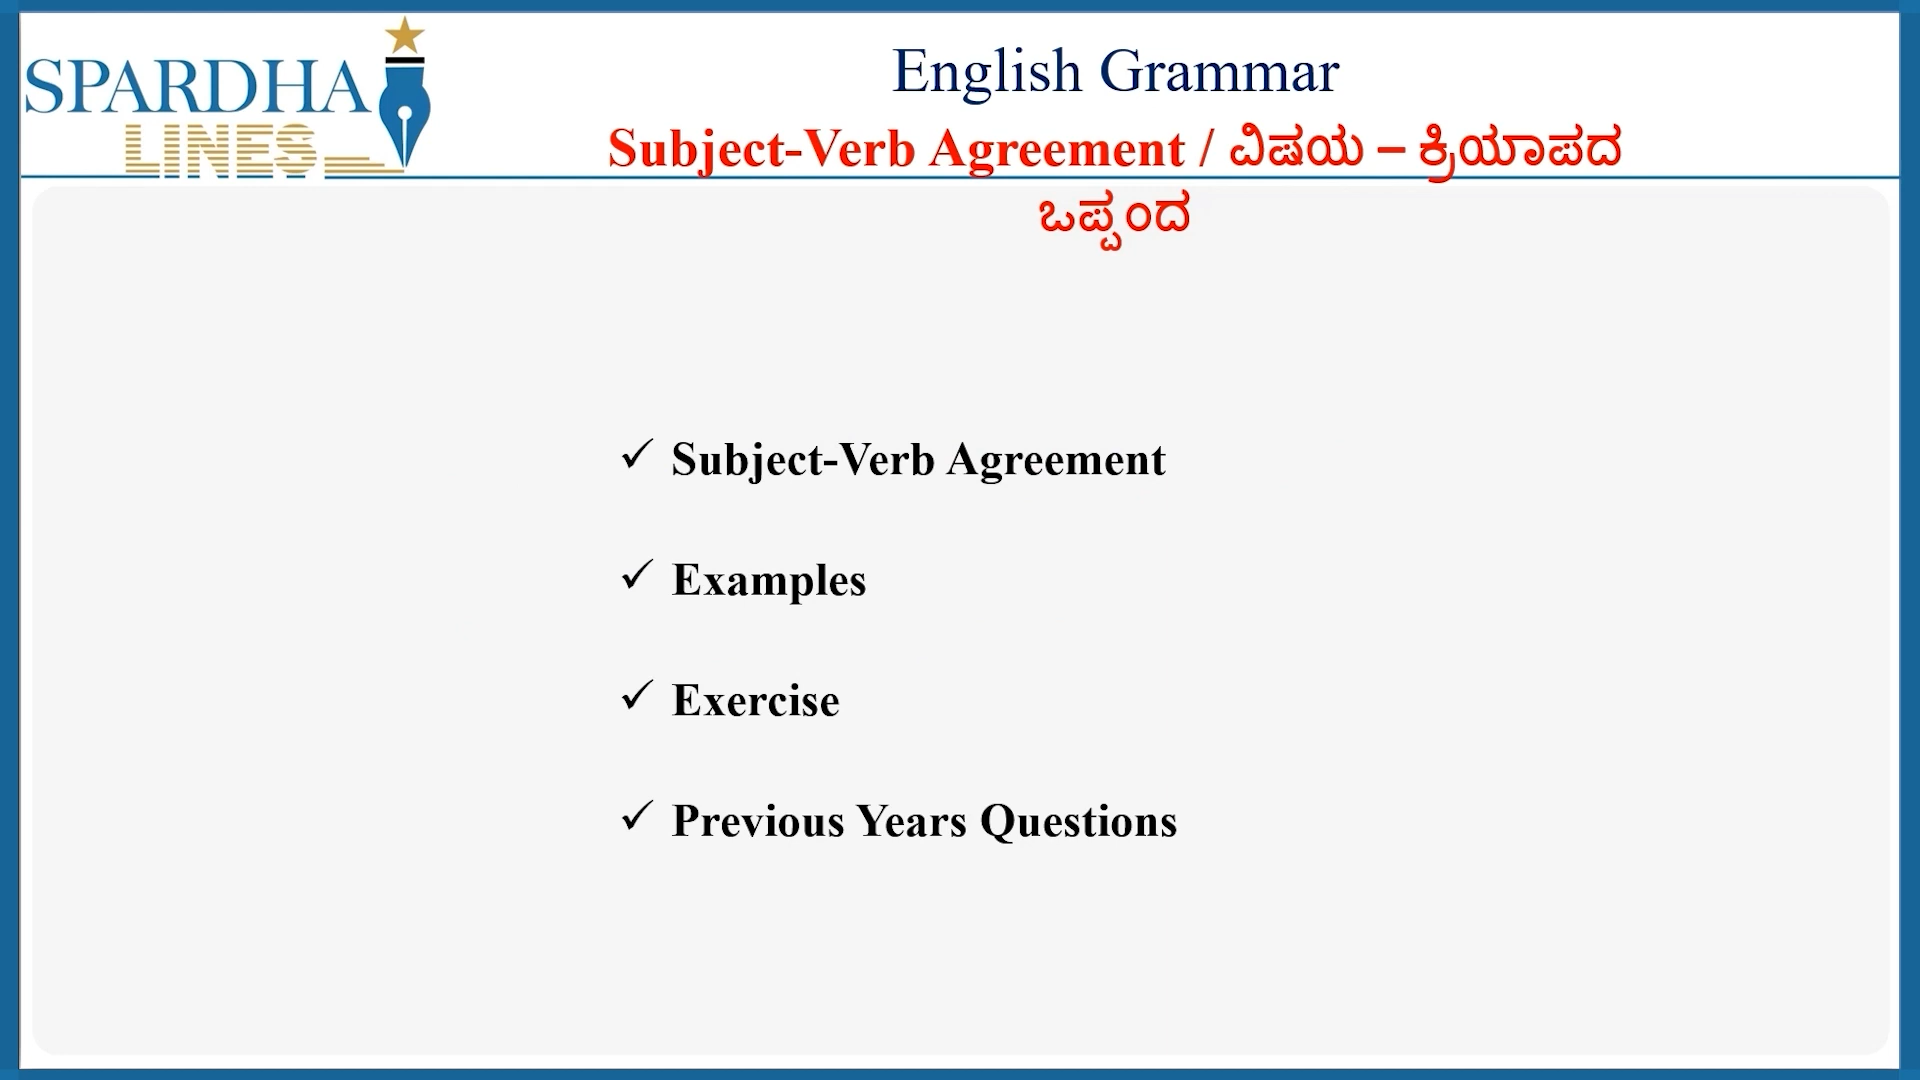 SPARDHA
LINES
English Grammar
Subject-Verb Agreement / ವಿಷಯ – ಕ್ರಿಯಾಪದ
ಒಪ್ಪಂದ
✓ Subject-Verb Agreement
✓ Examples
✓ Exercise
✓ Previous Years Questions